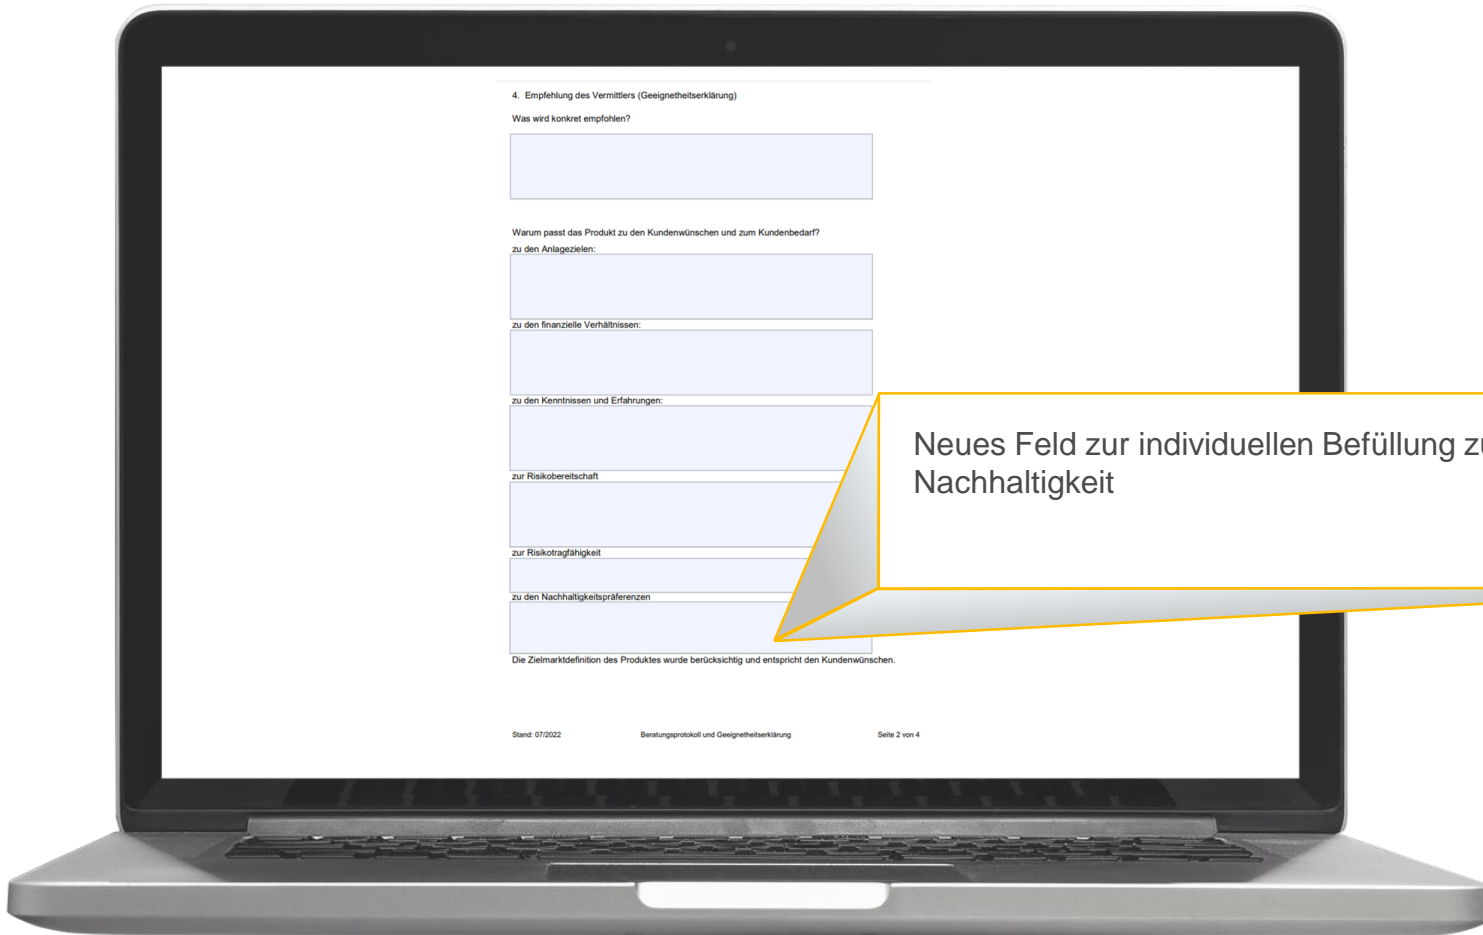 4. Empfehlung des Vermittlers (Geeignetheitserklärung)
Was wird konkret empfohlen?
Warum passt das Produkt zu den Kundenwünschen und zum Kundenbedarf?
zu den Anlagezielen:
zu den finanzielle Verhältnissen:
zu den Kenntnissen und Erfahrungen:
zur Risikobereitschaft
zur Risikotragfähigkeit
zu den Nachhaltigkeitspräferenzen
Die Zielmarktdefinition des Produktes wurde berücksichtig und entspricht den Kundenwünschen.
Stand: 07/2022 Beratungsprotokoll und Geeignetheitserklärung Seite 2 von 4
Neues Feld zur individuellen Befüllung
Nachhaltigkeit